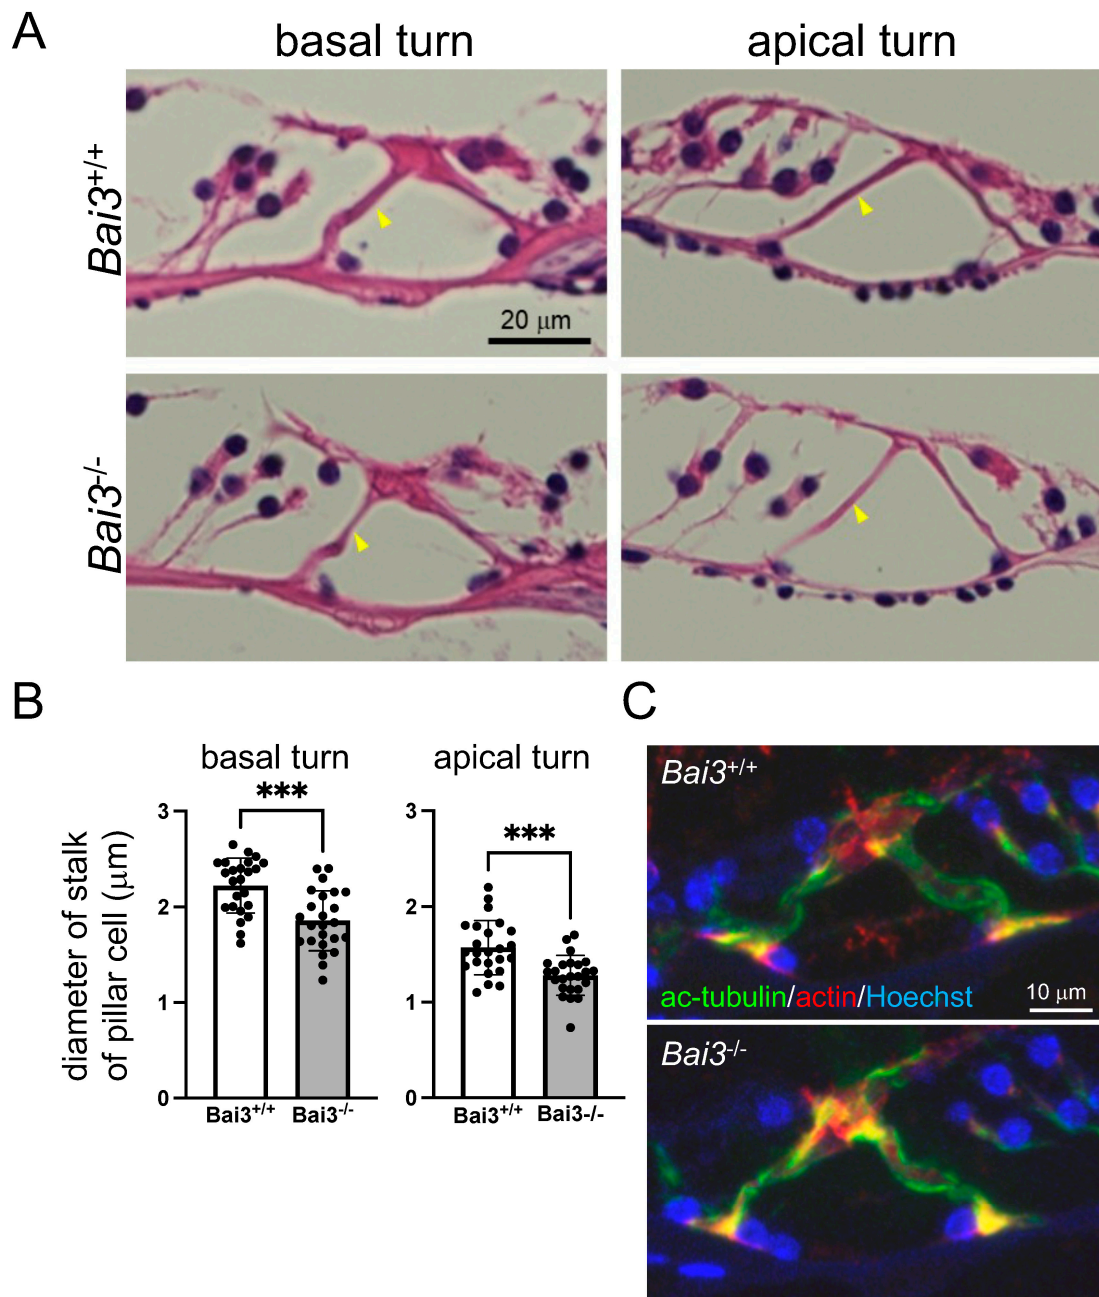 A
basal turn
apical turn
Bai3+/+
20 μm
Bai3-/-
B
C
basal turn
apical turn
***
***
diameter of stalk
of pillar cell (μm)
3
2
1
0
Bai3+/+
Bai3-/-
3
2
1
0
Bai3+/+
Bai3-/-
Bai3+/+
ac-tubulin/actin/Hoechst
10 μm
Bai3-/-